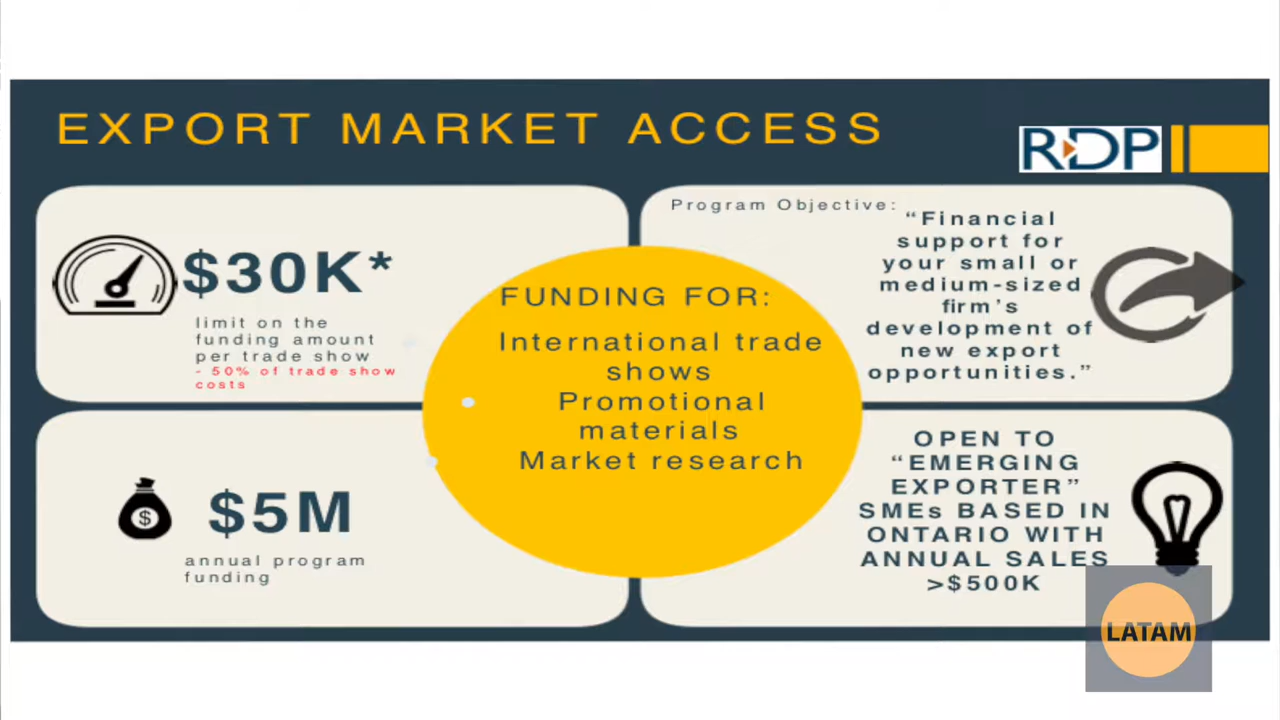 EXPORT MARKET ACCESS
RDP
$30K*
limit on the
funding amount
per trade show
- 50% of trade show
costs
Program Objective:
“Financial
support for
your small or
medium-sized
firm’s
development of
new export
opportunities.”
FUNDING FOR:
International trade
shows
Promotional
materials
Market research
$
$5M
annual program
funding
OPEN TO
“EMERGING
EXPORTER”
SMEs BASED IN
ONTARIO WITH
ANNUAL SALES
>$500K
LATAM